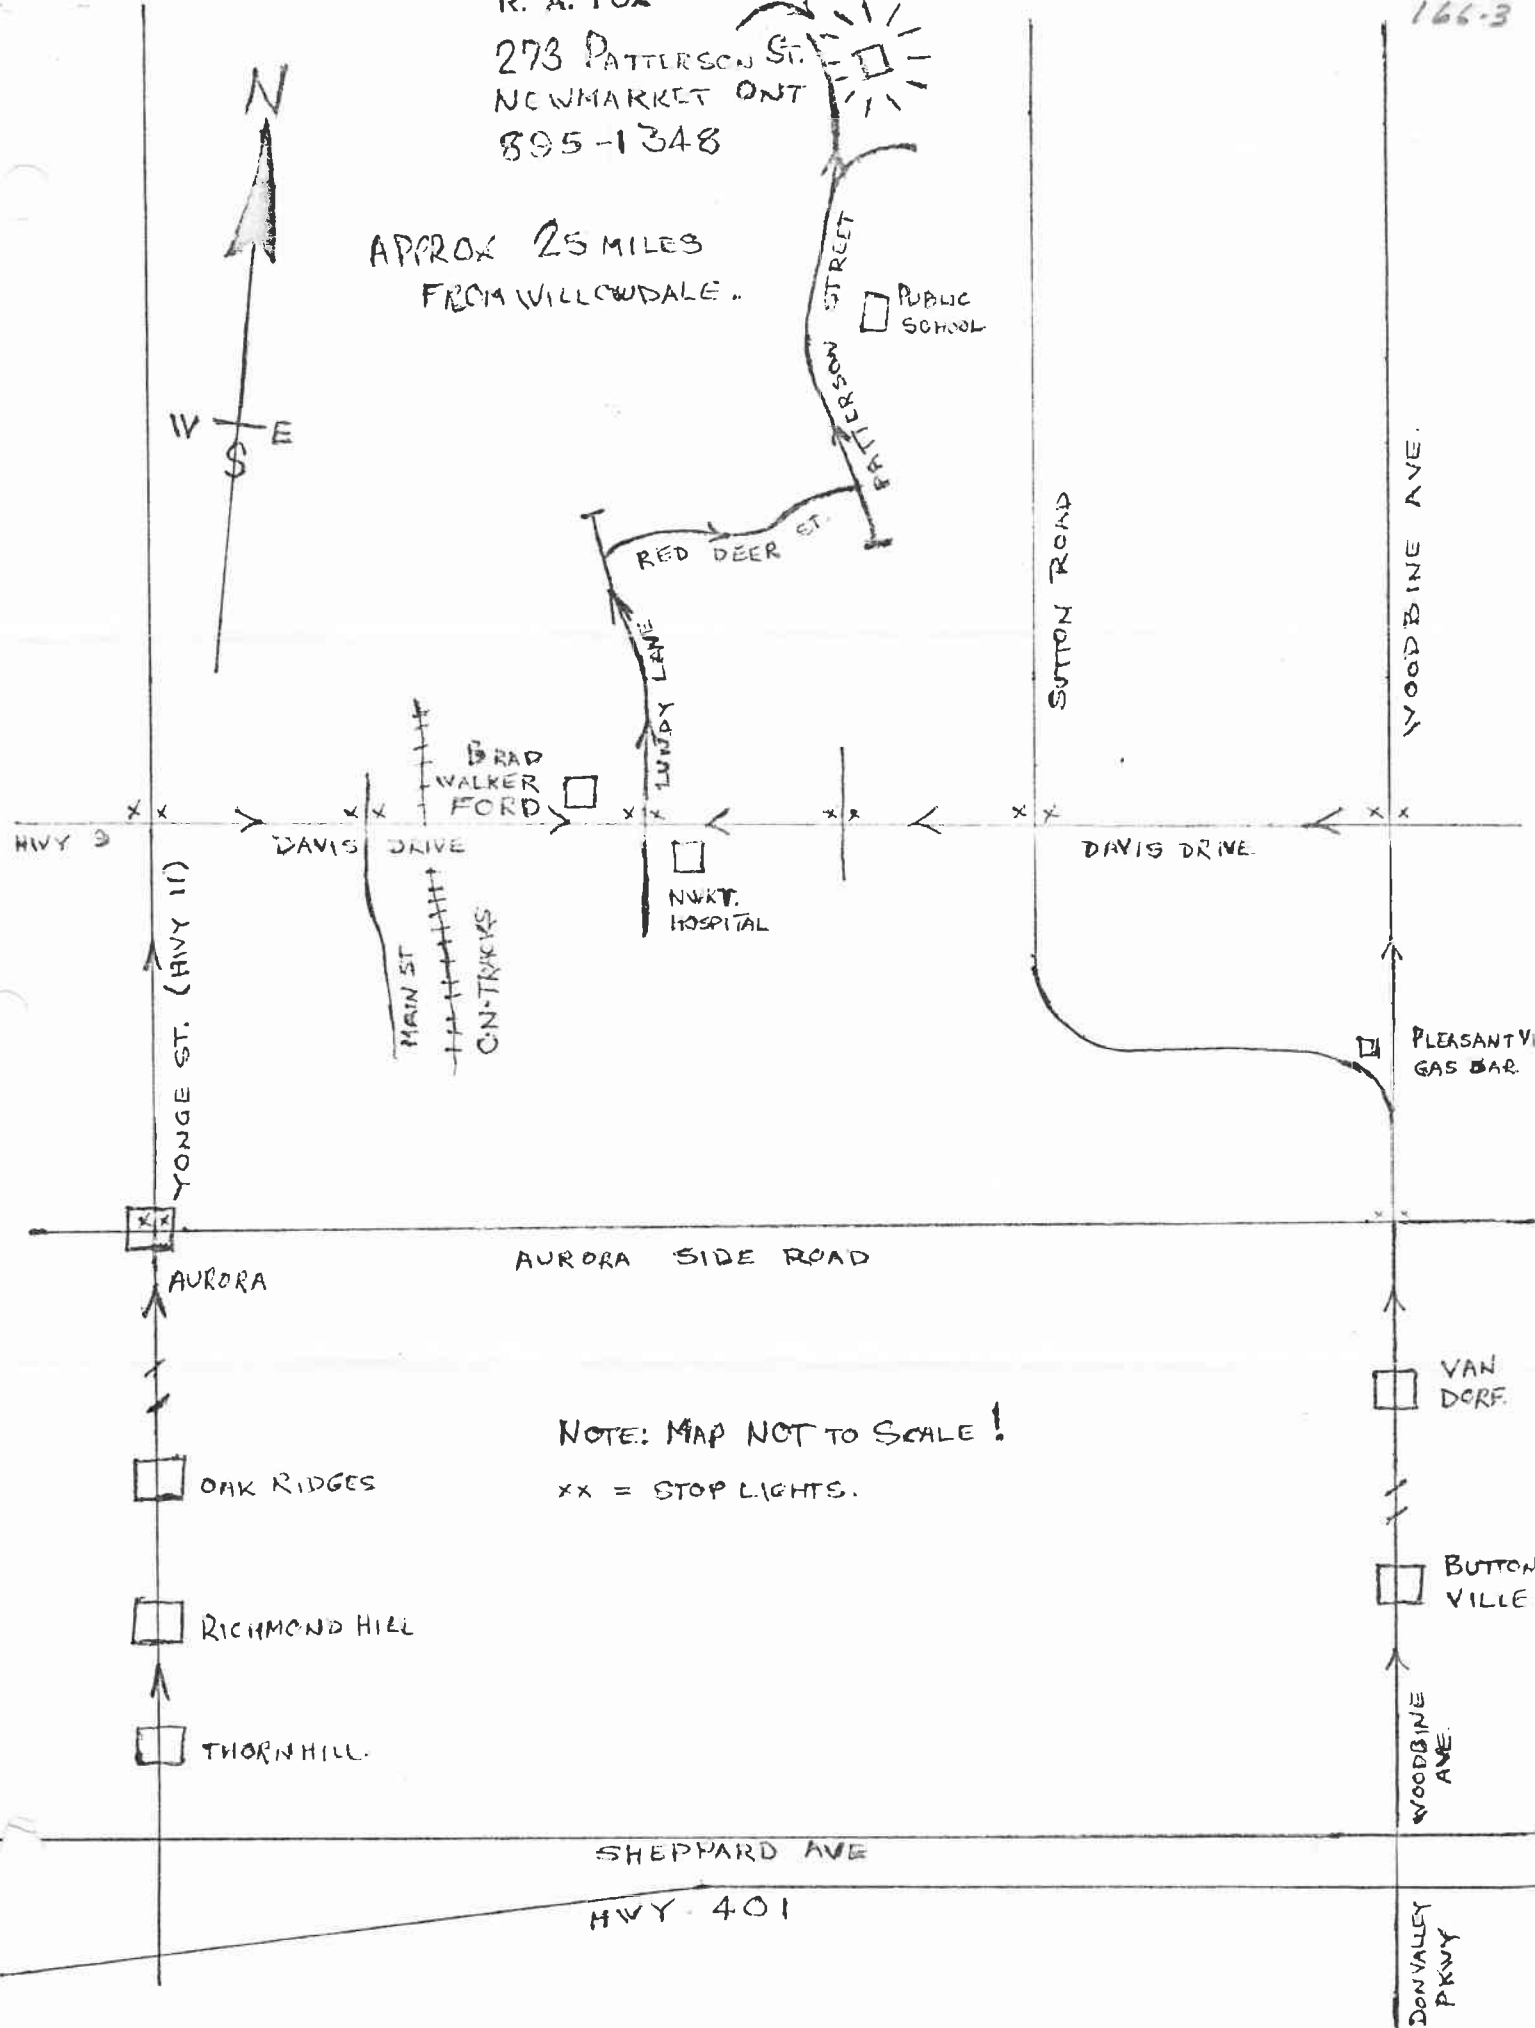 166-3
R. A. FOX
273 PATTERSON ST.
NEWMARKET ONT
895-1348
N
W E
S
APPROX 25 MILES
FROM WILLOWDALE.
PATTERSON STREET
PUBLIC
SCHOOL
RED DEER ST.
LUNDY LANE
SUTTON ROAD
WOODBINE AVE.
BRAD
WALKER
FORD
x x
x x
x x
x x
x x
x x
HWY 9
DAVIS DRIVE
DAVIS DRIVE
NWKT.
HOSPITAL
YONGE ST. (HWY 11)
MAIN ST
C·N·TRACKS
PLEASANTVI
GAS BAR.
x x
x x
AURORA
AURORA SIDE ROAD
VAN
DORF.
NOTE: MAP NOT TO SCALE!
xx = STOP LIGHTS.
OAK RIDGES
BUTTON
VILLE
RICHMOND HILL
THORNHILL.
WOODBINE
AVE.
SHEPPARD AVE
HWY 401
DONVALLEY
PKWY